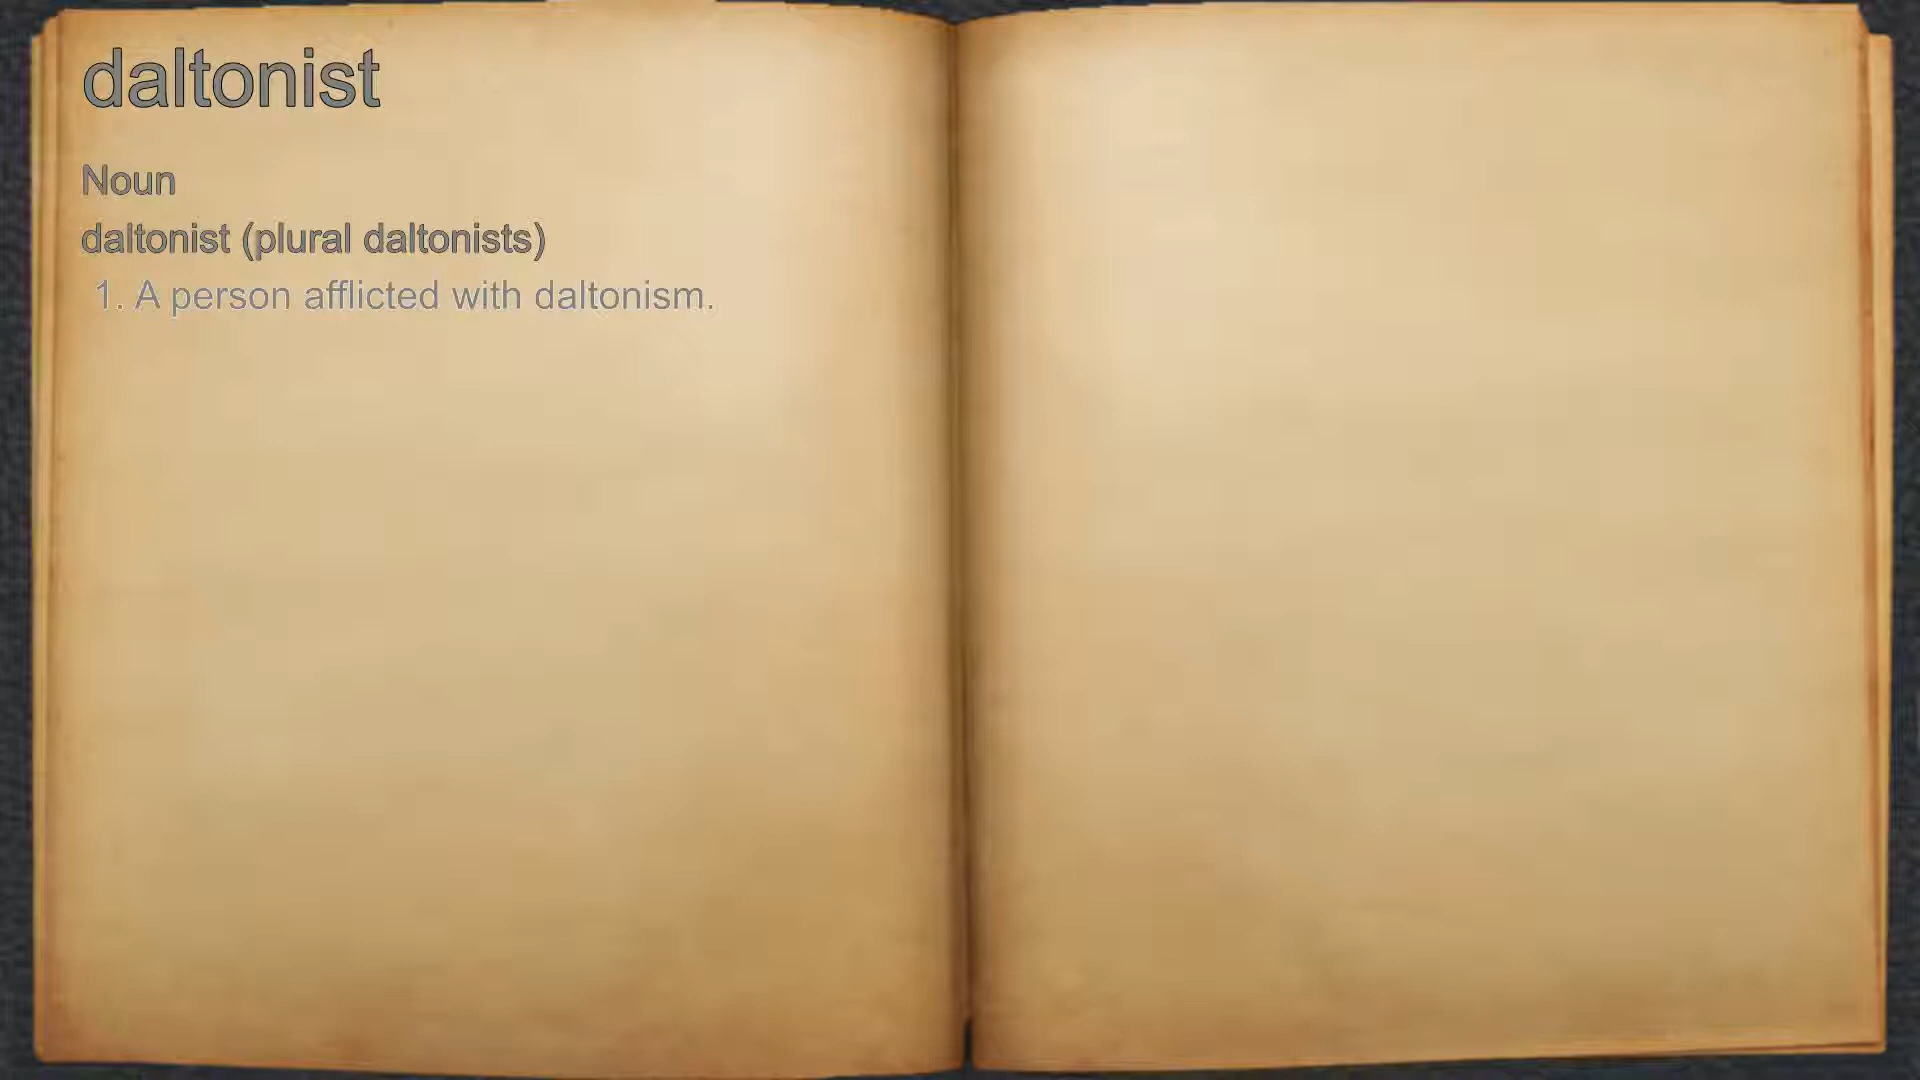 daltonist
Noun
daltonist (plural daltonists)
1. A person afflicted with daltonism.